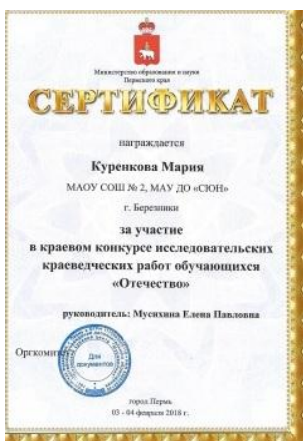 Министерство образования и науки
Пермского края
СЕРТИФИКАТ
награждается
Куренкова Мария
МАОУ СОШ № 2, МАУ ДО «СЮН»
г. Березники
за участие
в краевом конкурсе исследовательских
краеведческих работ обучающихся
«Отечество»
руководитель: Мусихина Елена Павловна
Оргкомитет
Для
документов
город Пермь
03 - 04 февраля 2018 г.